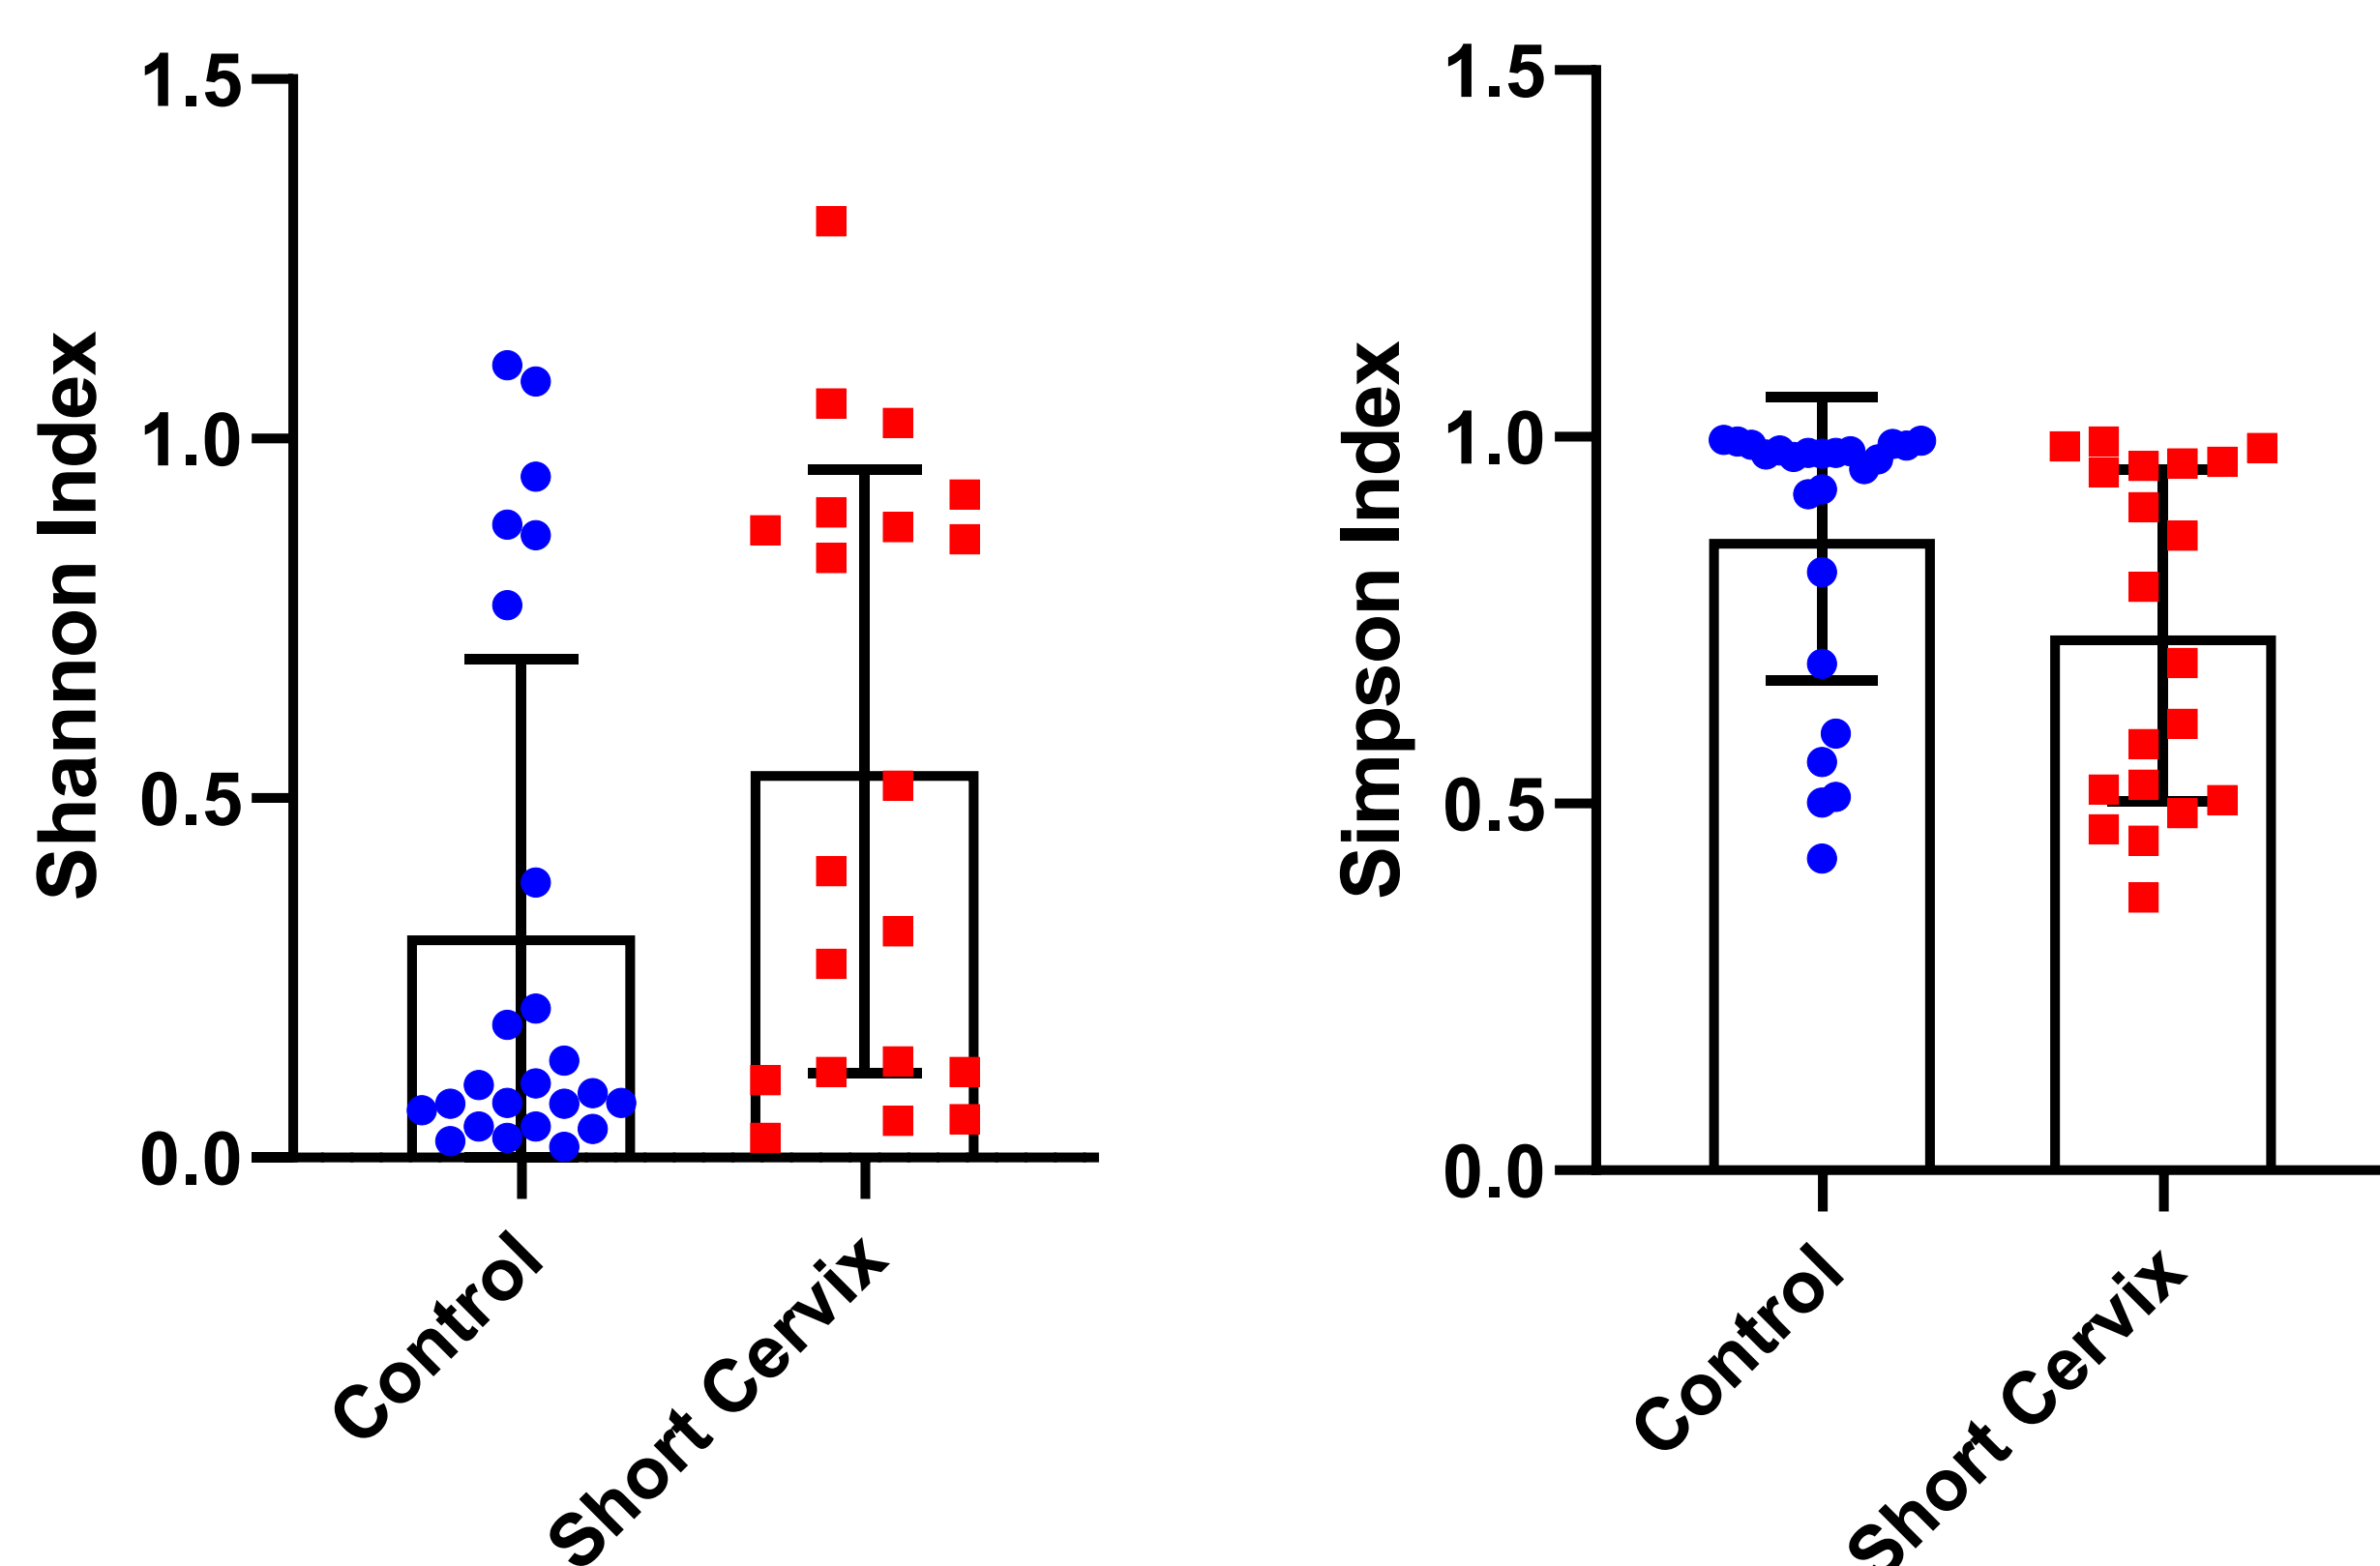 Shannon Index
1.5
1.0
0.5
0.0
Control
Short Cervix
Simpson Index
1.5
1.0
0.5
0.0
Control
Short Cervix